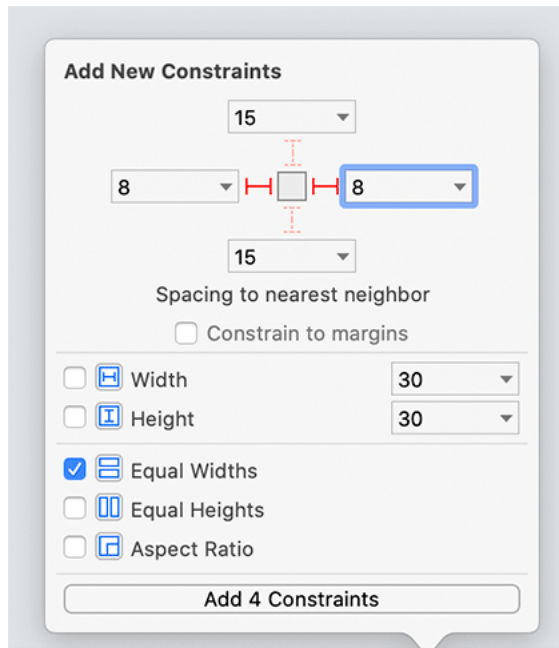 Add New Constraints
15
8
8
15
Spacing to nearest neighbor
Constrain to margins
Width
30
Height
30
Equal Widths
Equal Heights
Aspect Ratio
Add 4 Constraints